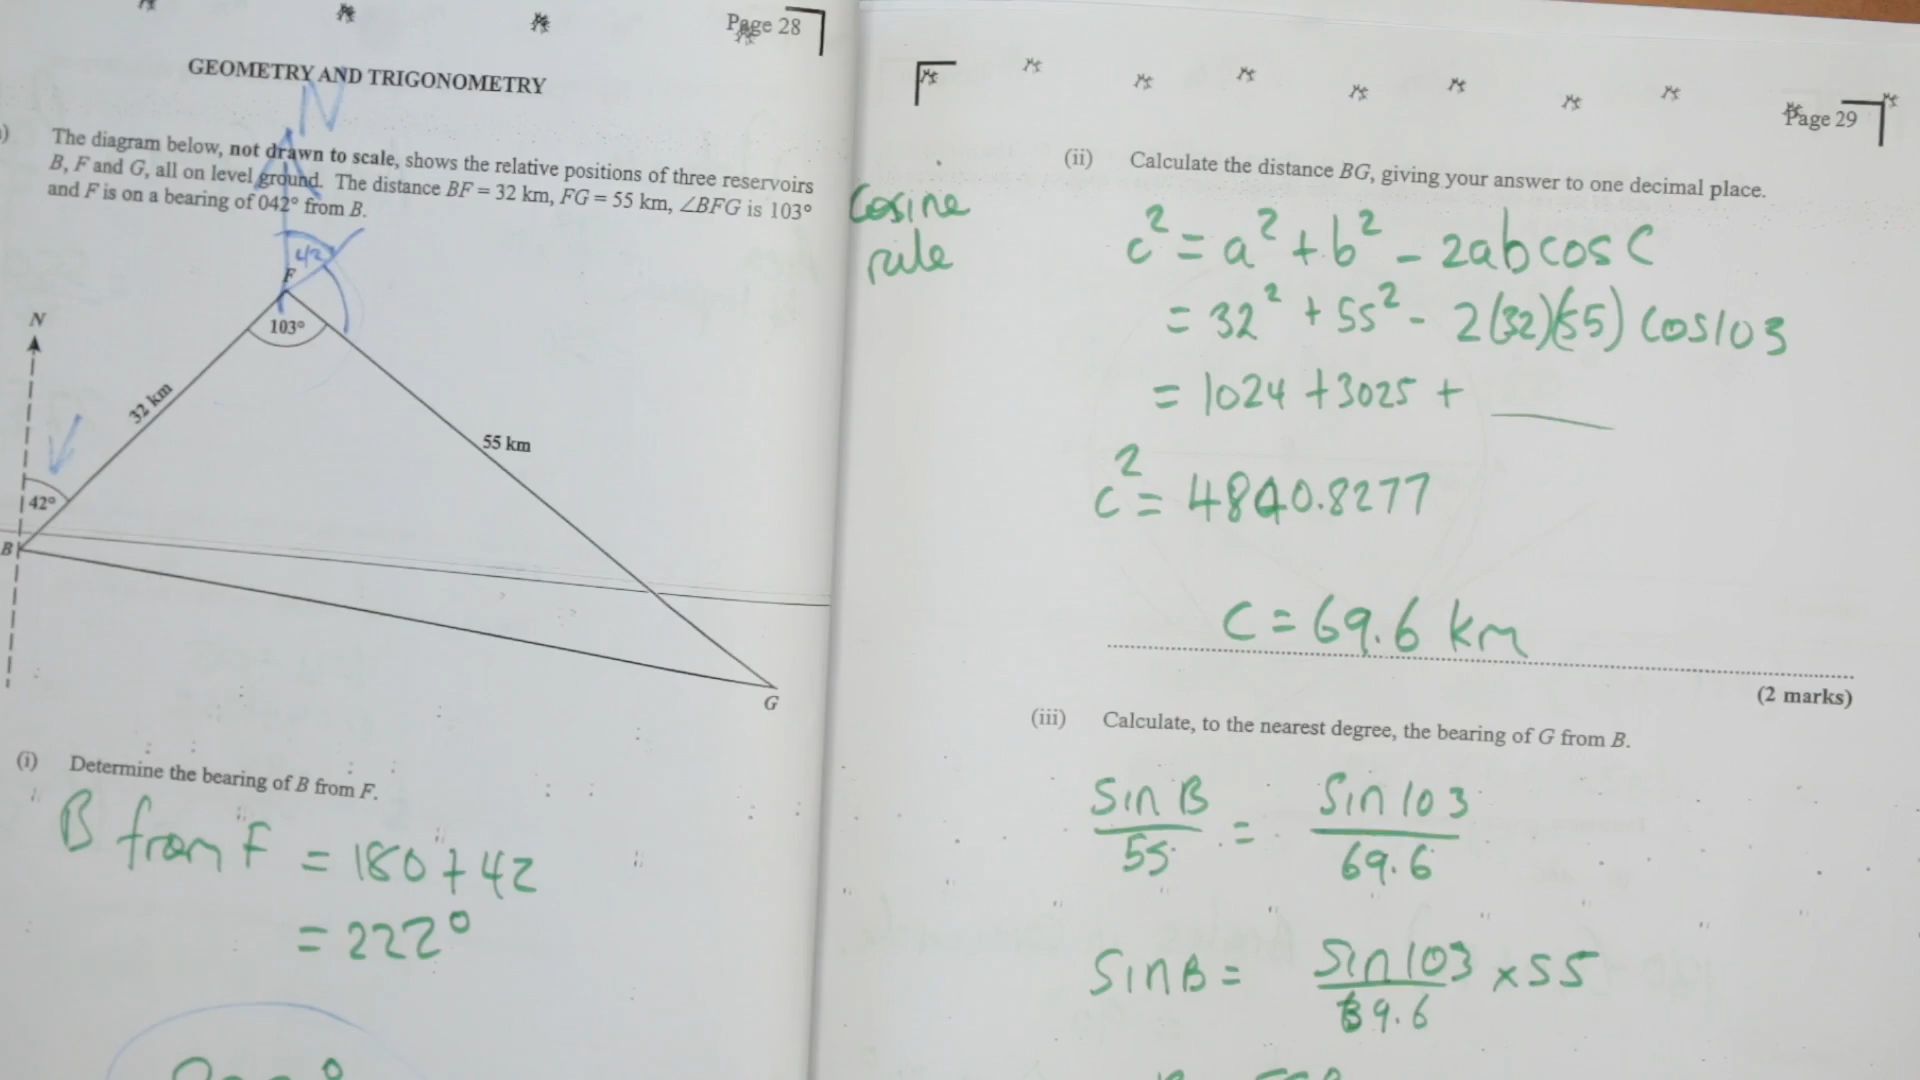 Page 28
GEOMETRY AND TRIGONOMETRY
N
The diagram below, not drawn to scale, shows the relative positions of three reservoirs
B, F and G, all on level ground. The distance BF = 32 km, FG = 55 km, ∠BFG is 103°
and F is on a bearing of 042° from B.
42
F
103°
N
32 km
55 km
42°
B
G
(i) Determine the bearing of B from F.
B from F = 180 + 42
= 222°
Page 29
(ii) Calculate the distance BG, giving your answer to one decimal place.
Cosine
rule
c² = a² + b² - 2ab cos C
= 32² + 55² - 2(32)(55) cos103
= 1024 + 3025 +
c² = 4840.8277
C = 69.6 km
(2 marks)
(iii) Calculate, to the nearest degree, the bearing of G from B.
Sin B / 55 = Sin 103 / 69.6
Sin B = Sin 103 / 69.6 × 55